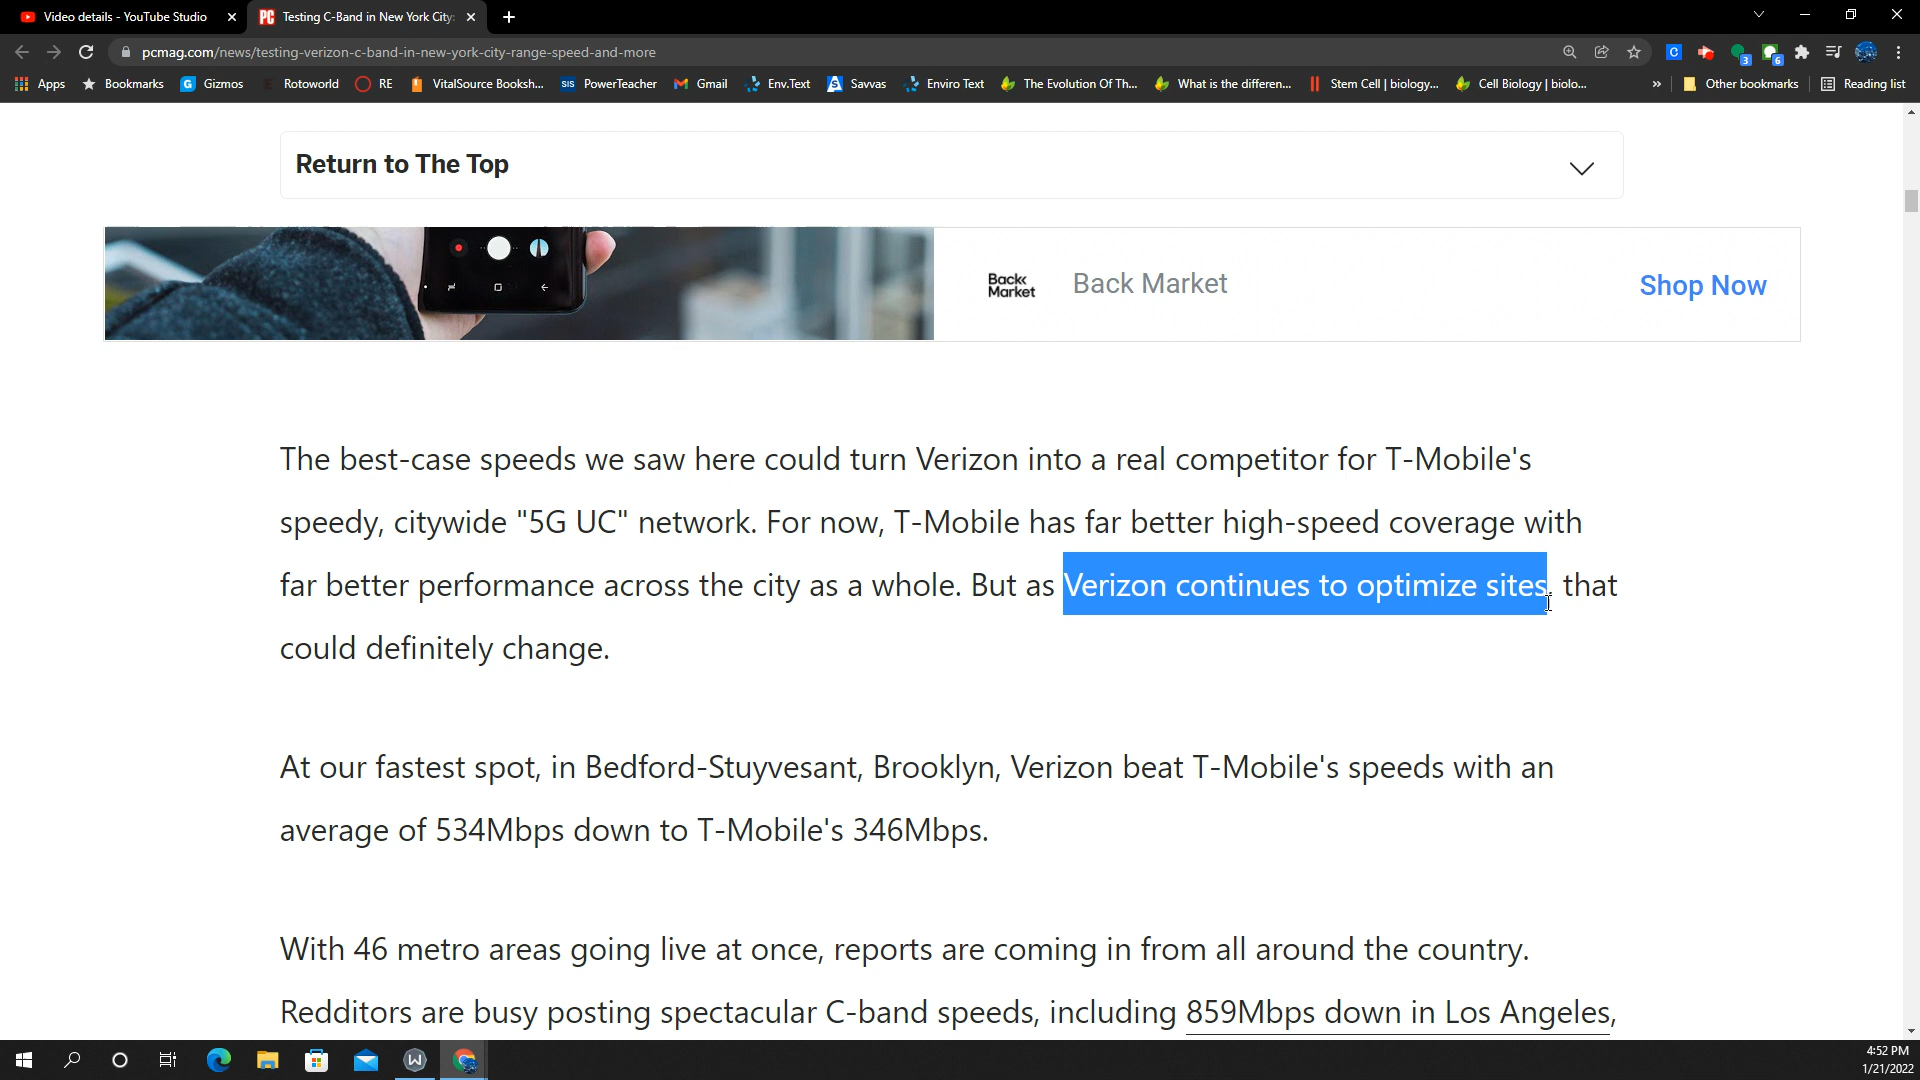 Video details - YouTube Studio
Testing C-Band in New York City:
pcmag.com/news/testing-verizon-c-band-in-new-york-city-range-speed-and-more
3
6
Apps
Bookmarks
Gizmos
Rotoworld
RE
VitalSource Booksh...
SIS PowerTeacher
Gmail
Env.Text
Savvas
Enviro Text
The Evolution Of Th...
What is the differen...
Stem Cell | biology...
Cell Biology | biolo...
»
Other bookmarks
Reading list
Return to The Top
Back Market
Back Market
Shop Now
The best-case speeds we saw here could turn Verizon into a real competitor for T-Mobile's
speedy, citywide "5G UC" network. For now, T-Mobile has far better high-speed coverage with
far better performance across the city as a whole. But as Verizon continues to optimize sites, that
could definitely change.
At our fastest spot, in Bedford-Stuyvesant, Brooklyn, Verizon beat T-Mobile's speeds with an
average of 534Mbps down to T-Mobile's 346Mbps.
With 46 metro areas going live at once, reports are coming in from all around the country.
Redditors are busy posting spectacular C-band speeds, including 859Mbps down in Los Angeles,
4:52 PM
1/21/2022